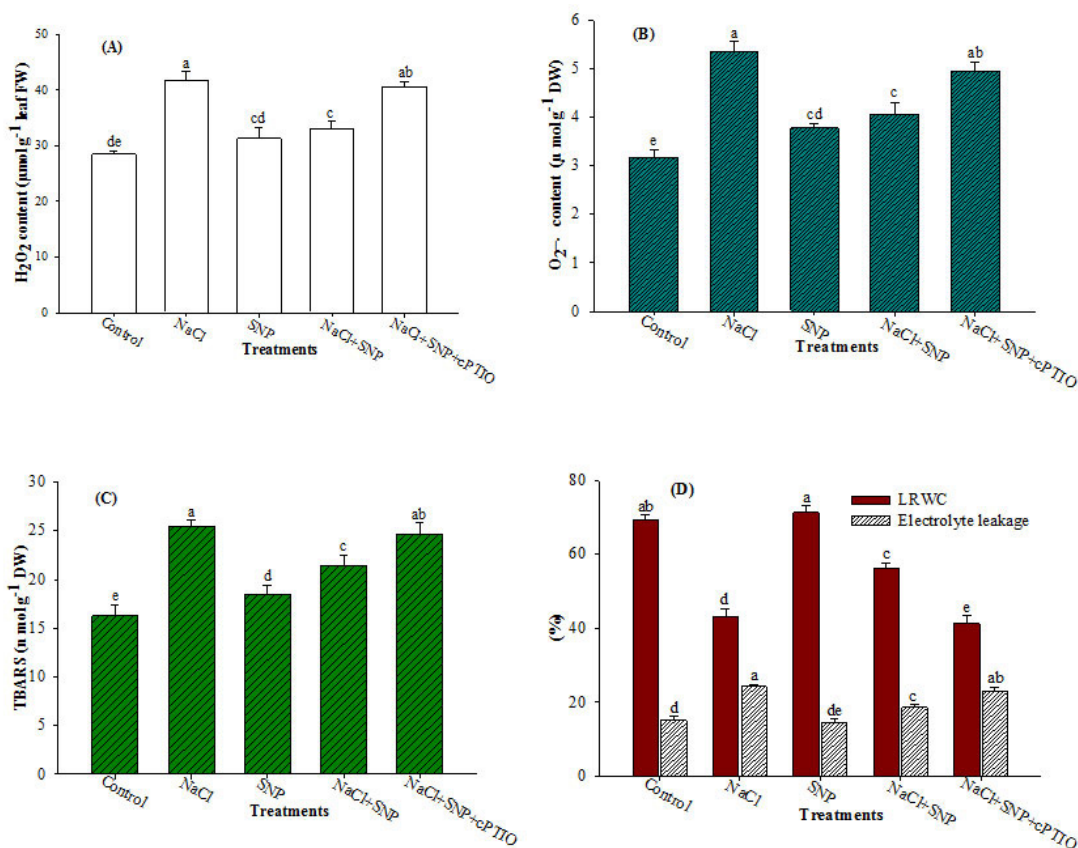 (A)
H₂O₂ content (µmolg⁻¹ leaf FW)
50
40
30
20
10
0
de
a
cd
c
ab
Control
NaCl
SNP
NaCl+SNP
NaCl+SNP+cPTIO
Treatments
(B)
O₂⁻· content (µ molg⁻¹ DW)
6
5
4
3
2
1
0
e
a
cd
c
ab
Control
NaCl
SNP
NaCl+SNP
NaCl+SNP+cPTIO
Treatments
(C)
TBARS (n molg⁻¹ DW)
30
25
20
15
10
5
0
e
a
d
c
ab
Control
NaCl
SNP
NaCl+SNP
NaCl+SNP+cPTIO
Treatments
(D)
LRWC
Electrolyte leakage
(%)
80
60
40
20
0
ab
d
d
a
a
de
c
c
e
ab
Control
NaCl
SNP
NaCl+SNP
NaCl+SNP+cPTIO
Treatments